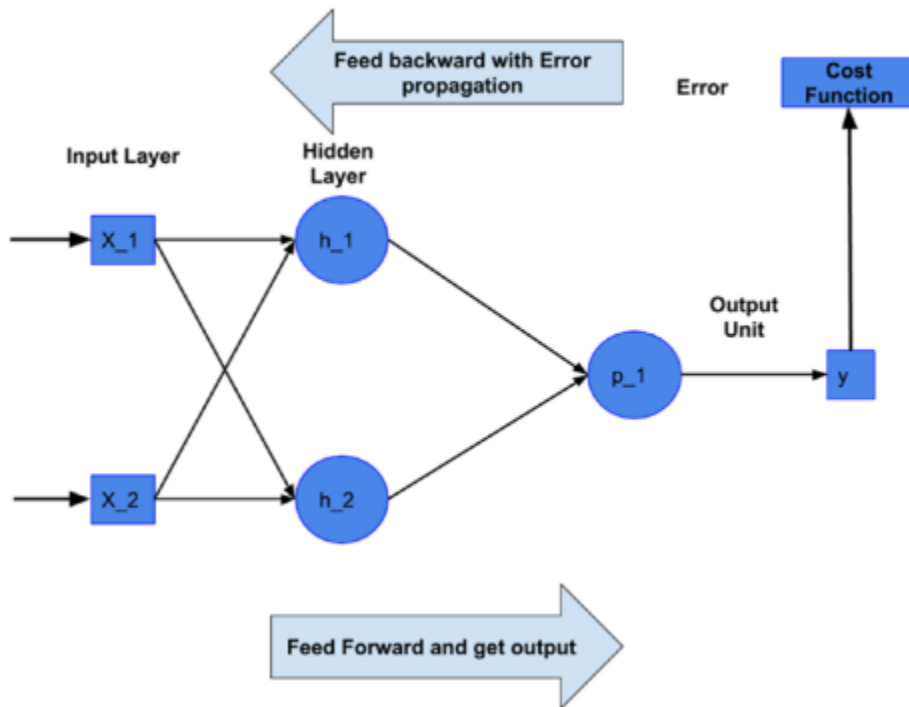 Feed backward with Error
propagation
Error
Cost
Function
Input Layer
Hidden
Layer
X_1
h_1
Output
Unit
p_1
y
X_2
h_2
Feed Forward and get output